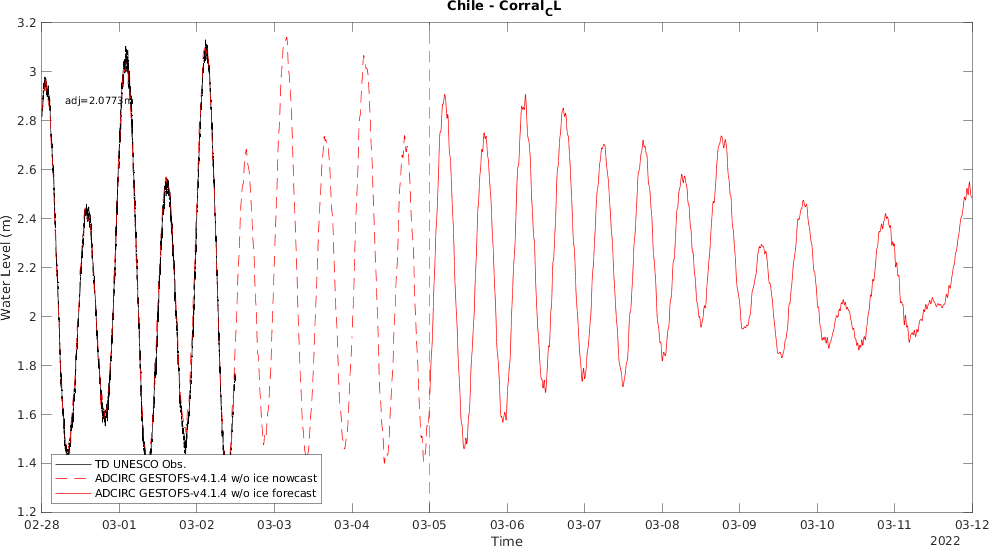 Chile - Corral_CL
3.2
3
2.8
2.6
2.4
2.2
2
1.8
1.6
1.4
1.2
Water Level (m)
adj=2.0773m
TD UNESCO Obs.
ADCIRC GESTOFS-v4.1.4 w/o ice nowcast
ADCIRC GESTOFS-v4.1.4 w/o ice forecast
02-28 03-01 03-02 03-03 03-04 03-05 03-06 03-07 03-08 03-09 03-10 03-11 03-12
Time
2022